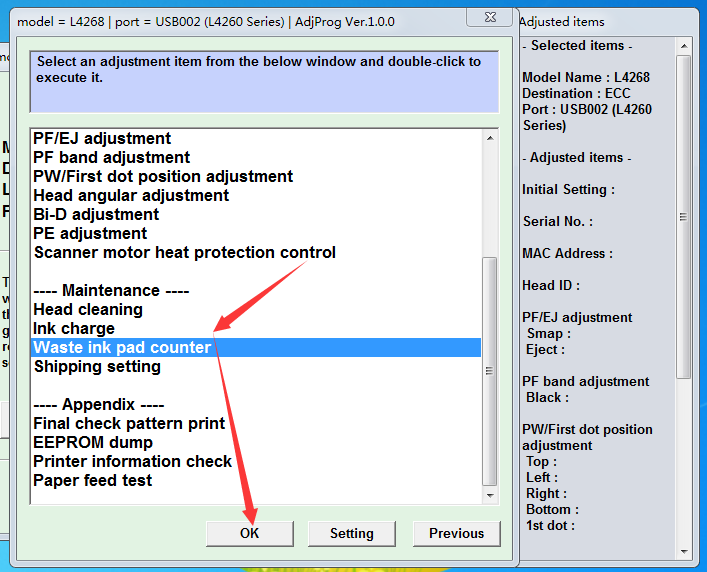 model = L4268 | port = USB002 (L4260 Series) | AdjProg Ver.1.0.0
Select an adjustment item from the below window and double-click to
execute it.
PF/EJ adjustment
PF band adjustment
PW/First dot position adjustment
Head angular adjustment
Bi-D adjustment
PE adjustment
Scanner motor heat protection control
---- Maintenance ----
Head cleaning
Ink charge
Waste ink pad counter
Shipping setting
---- Appendix ----
Final check pattern print
EEPROM dump
Printer information check
Paper feed test
OK
Setting
Previous
Adjusted items
- Selected items -
Model Name : L4268
Destination : ECC
Port : USB002 (L4260
Series)
- Adjusted items -
Initial Setting :
Serial No. :
MAC Address :
Head ID :
PF/EJ adjustment
Smap :
Eject :
PF band adjustment
Black :
PW/First dot position
adjustment
Top :
Left :
Right :
Bottom :
1st dot :